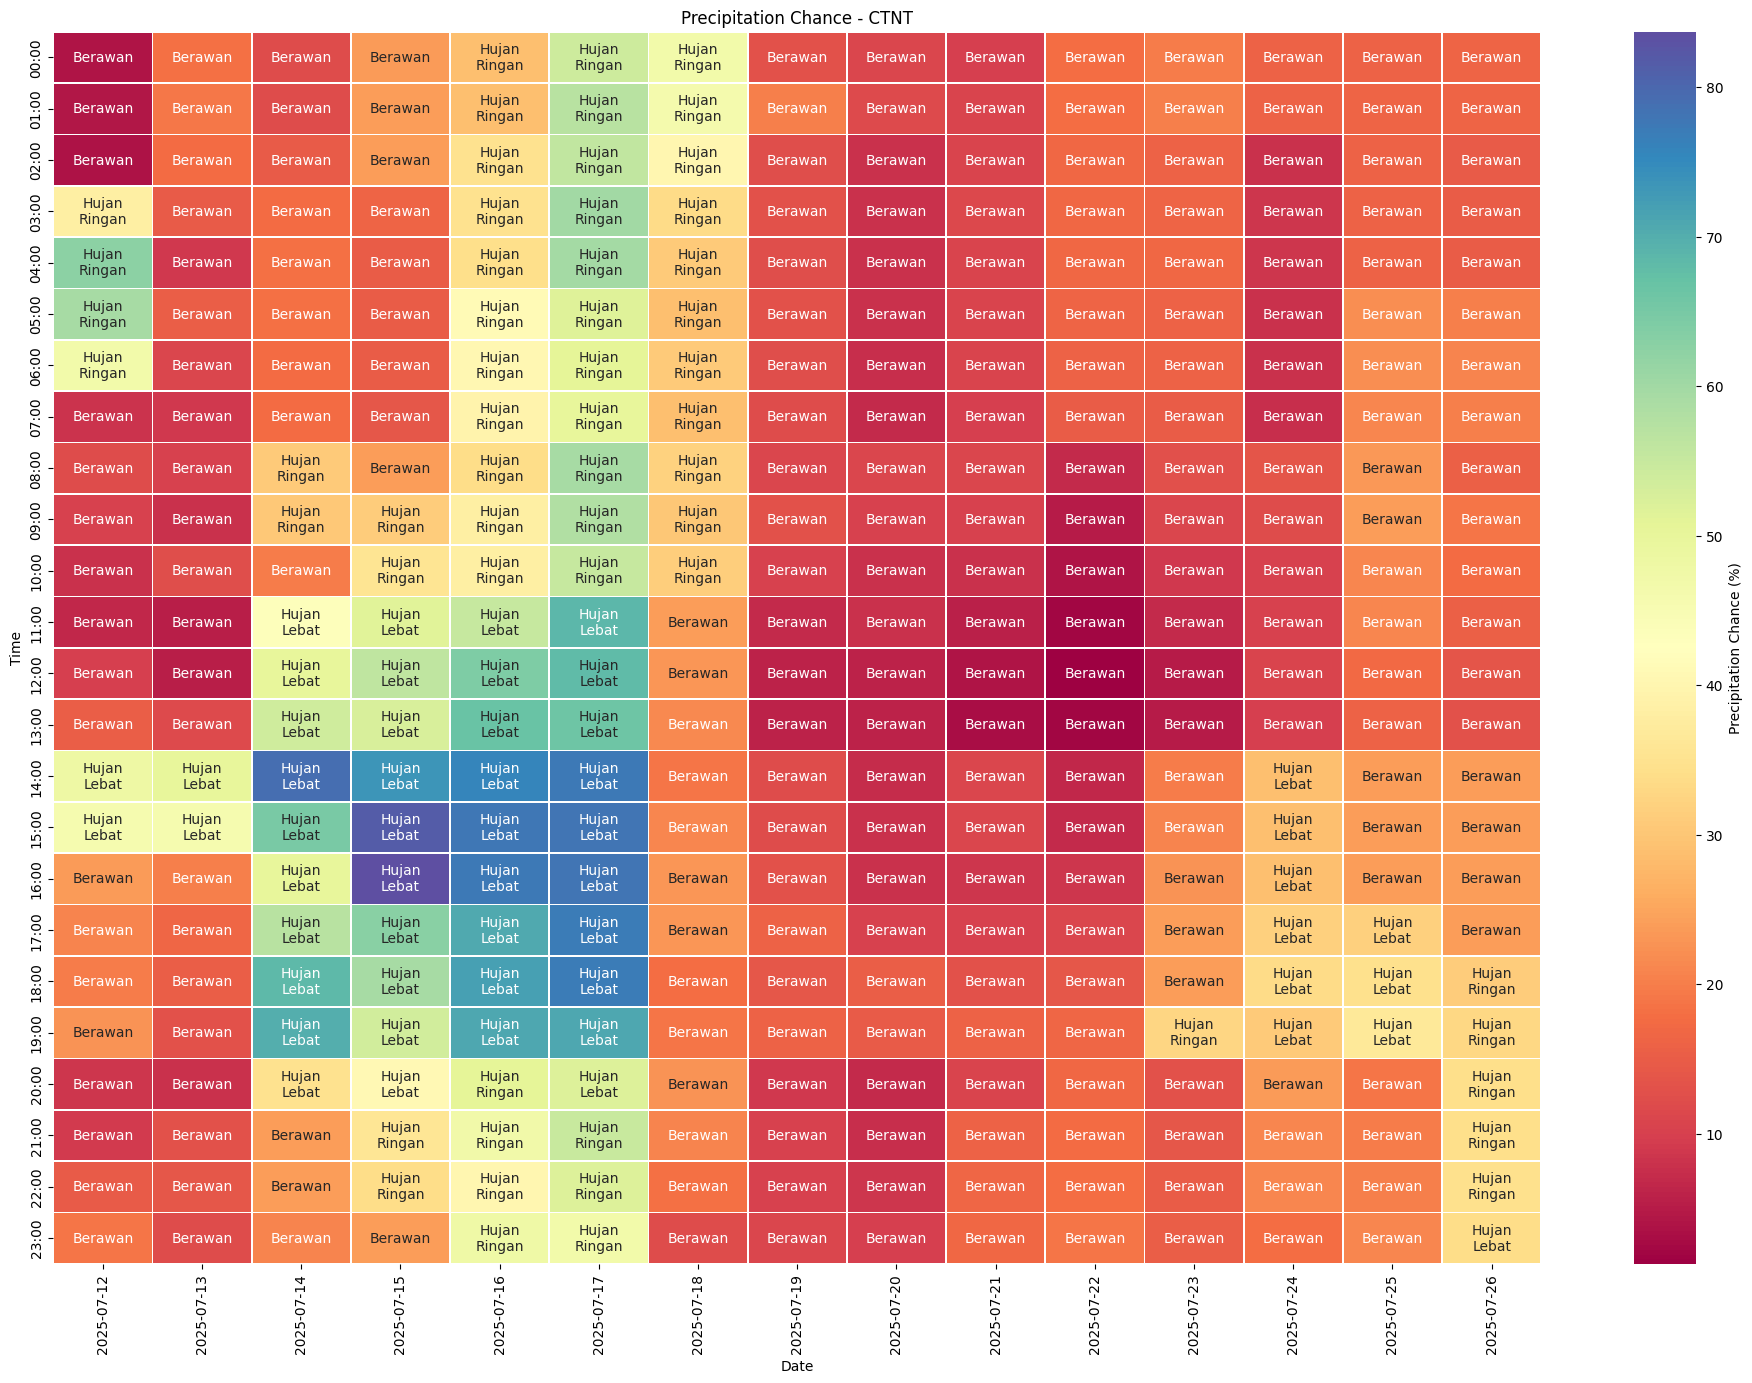 Precipitation Chance - CTNT
00:00 Berawan Berawan Berawan Berawan Hujan Ringan Hujan Ringan Hujan Ringan Berawan Berawan Berawan Berawan Berawan Berawan Berawan Berawan
01:00 Berawan Berawan Berawan Berawan Hujan Ringan Hujan Ringan Hujan Ringan Berawan Berawan Berawan Berawan Berawan Berawan Berawan Berawan
02:00 Berawan Berawan Berawan Berawan Hujan Ringan Hujan Ringan Hujan Ringan Berawan Berawan Berawan Berawan Berawan Berawan Berawan Berawan
03:00 Hujan Ringan Berawan Berawan Berawan Hujan Ringan Hujan Ringan Hujan Ringan Berawan Berawan Berawan Berawan Berawan Berawan Berawan Berawan
04:00 Hujan Ringan Berawan Berawan Berawan Hujan Ringan Hujan Ringan Hujan Ringan Berawan Berawan Berawan Berawan Berawan Berawan Berawan Berawan
05:00 Hujan Ringan Berawan Berawan Berawan Hujan Ringan Hujan Ringan Hujan Ringan Berawan Berawan Berawan Berawan Berawan Berawan Berawan Berawan
06:00 Hujan Ringan Berawan Berawan Berawan Hujan Ringan Hujan Ringan Hujan Ringan Berawan Berawan Berawan Berawan Berawan Berawan Berawan Berawan
07:00 Berawan Berawan Berawan Berawan Hujan Ringan Hujan Ringan Hujan Ringan Berawan Berawan Berawan Berawan Berawan Berawan Berawan Berawan
08:00 Berawan Berawan Hujan Ringan Berawan Hujan Ringan Hujan Ringan Hujan Ringan Berawan Berawan Berawan Berawan Berawan Berawan Berawan Berawan
09:00 Berawan Berawan Hujan Ringan Hujan Ringan Hujan Ringan Hujan Ringan Hujan Ringan Berawan Berawan Berawan Berawan Berawan Berawan Berawan Berawan
10:00 Berawan Berawan Berawan Hujan Ringan Hujan Ringan Hujan Ringan Hujan Ringan Berawan Berawan Berawan Berawan Berawan Berawan Berawan Berawan
11:00 Berawan Berawan Hujan Lebat Hujan Lebat Hujan Lebat Hujan Lebat Berawan Berawan Berawan Berawan Berawan Berawan Berawan Berawan Berawan
12:00 Berawan Berawan Hujan Lebat Hujan Lebat Hujan Lebat Hujan Lebat Berawan Berawan Berawan Berawan Berawan Berawan Berawan Berawan Berawan
13:00 Berawan Berawan Hujan Lebat Hujan Lebat Hujan Lebat Hujan Lebat Berawan Berawan Berawan Berawan Berawan Berawan Berawan Berawan Berawan
14:00 Hujan Lebat Hujan Lebat Hujan Lebat Hujan Lebat Hujan Lebat Hujan Lebat Berawan Berawan Berawan Berawan Berawan Berawan Hujan Lebat Berawan Berawan
15:00 Hujan Lebat Hujan Lebat Hujan Lebat Hujan Lebat Hujan Lebat Hujan Lebat Berawan Berawan Berawan Berawan Berawan Berawan Hujan Lebat Berawan Berawan
16:00 Berawan Berawan Hujan Lebat Hujan Lebat Hujan Lebat Hujan Lebat Berawan Berawan Berawan Berawan Berawan Berawan Hujan Lebat Berawan Berawan
17:00 Berawan Berawan Hujan Lebat Hujan Lebat Hujan Lebat Hujan Lebat Berawan Berawan Berawan Berawan Berawan Berawan Hujan Lebat Hujan Lebat Berawan
18:00 Berawan Berawan Hujan Lebat Hujan Lebat Hujan Lebat Hujan Lebat Berawan Berawan Berawan Berawan Berawan Berawan Hujan Lebat Hujan Lebat Hujan Ringan
19:00 Berawan Berawan Hujan Lebat Hujan Lebat Hujan Lebat Hujan Lebat Berawan Berawan Berawan Berawan Berawan Hujan Ringan Hujan Lebat Hujan Lebat Hujan Ringan
20:00 Berawan Berawan Hujan Lebat Hujan Lebat Hujan Ringan Hujan Lebat Berawan Berawan Berawan Berawan Berawan Berawan Berawan Berawan Hujan Ringan
21:00 Berawan Berawan Berawan Hujan Ringan Hujan Ringan Hujan Ringan Berawan Berawan Berawan Berawan Berawan Berawan Berawan Berawan Hujan Ringan
22:00 Berawan Berawan Berawan Hujan Ringan Hujan Ringan Hujan Ringan Berawan Berawan Berawan Berawan Berawan Berawan Berawan Berawan Hujan Ringan
23:00 Berawan Berawan Berawan Berawan Hujan Ringan Hujan Ringan Berawan Berawan Berawan Berawan Berawan Berawan Berawan Berawan Hujan Lebat
Time
2025-07-12 2025-07-13 2025-07-14 2025-07-15 2025-07-16 2025-07-17 2025-07-18 2025-07-19 2025-07-20 2025-07-21 2025-07-22 2025-07-23 2025-07-24 2025-07-25 2025-07-26
Date
80
70
60
50
40
30
20
10
Precipitation Chance (%)